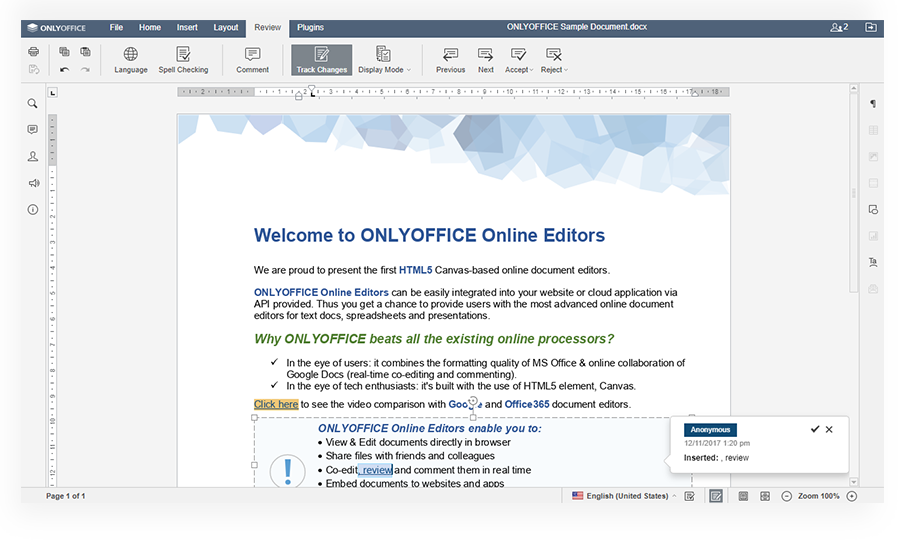 ONLYOFFICE File Home Insert Layout Review Plugins ONLYOFFICE Sample Document.docx 2
Language Spell Checking Comment Track Changes Display Mode Previous Next Accept Reject
Welcome to ONLYOFFICE Online Editors
We are proud to present the first HTML5 Canvas-based online document editors.
ONLYOFFICE Online Editors can be easily integrated into your website or cloud application via
API provided. Thus you get a chance to provide users with the most advanced online document
editors for text docs, spreadsheets and presentations.
Why ONLYOFFICE beats all the existing online processors?
✓ In the eye of users: it combines the formatting quality of MS Office & online collaboration of
Google Docs (real-time co-editing and commenting).
✓ In the eye of tech enthusiasts: it's built with the use of HTML5 element, Canvas.
Click here to see the video comparison with Google and Office365 document editors.
ONLYOFFICE Online Editors enable you to:
• View & Edit documents directly in browser
• Share files with friends and colleagues
• Co-edit, review and comment them in real time
• Embed documents to websites and apps
Anonymous
12/11/2017 1:20 pm
Inserted: , review
Page 1 of 1 English (United States) Zoom 100%